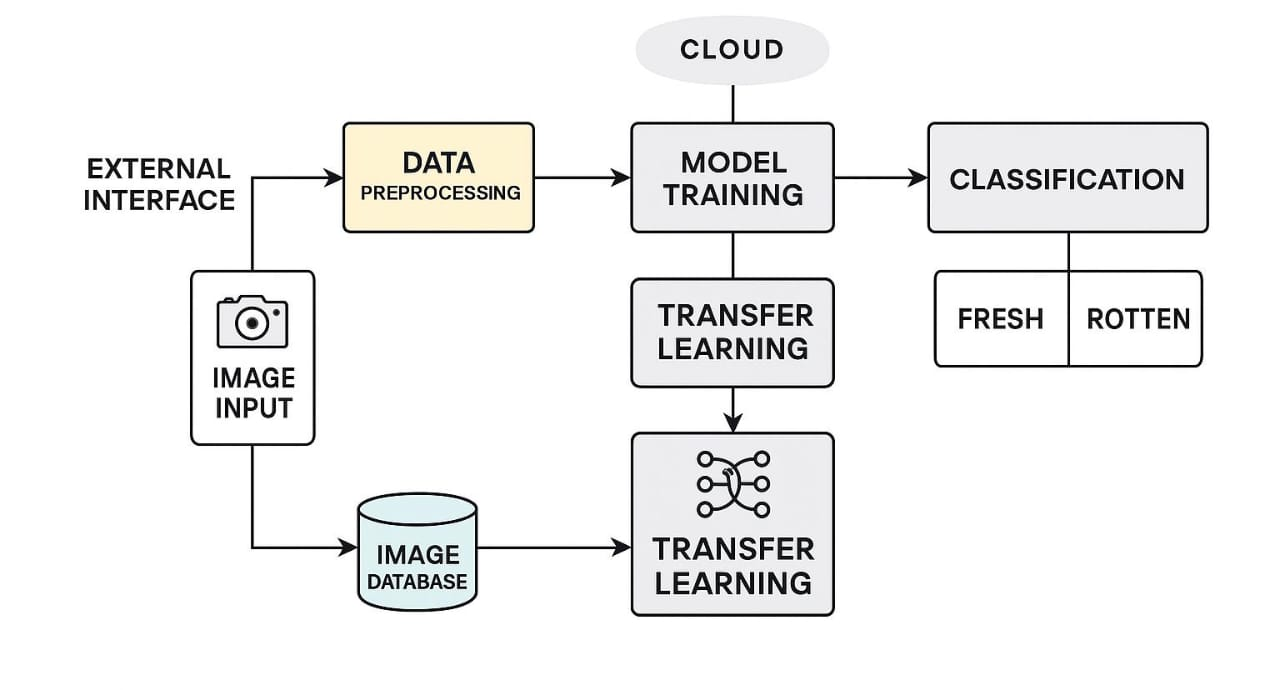 CLOUD
EXTERNAL
INTERFACE
DATA
PREPROCESSING
MODEL
TRAINING
CLASSIFICATION
IMAGE
INPUT
TRANSFER
LEARNING
FRESH
ROTTEN
IMAGE
DATABASE
TRANSFER
LEARNING